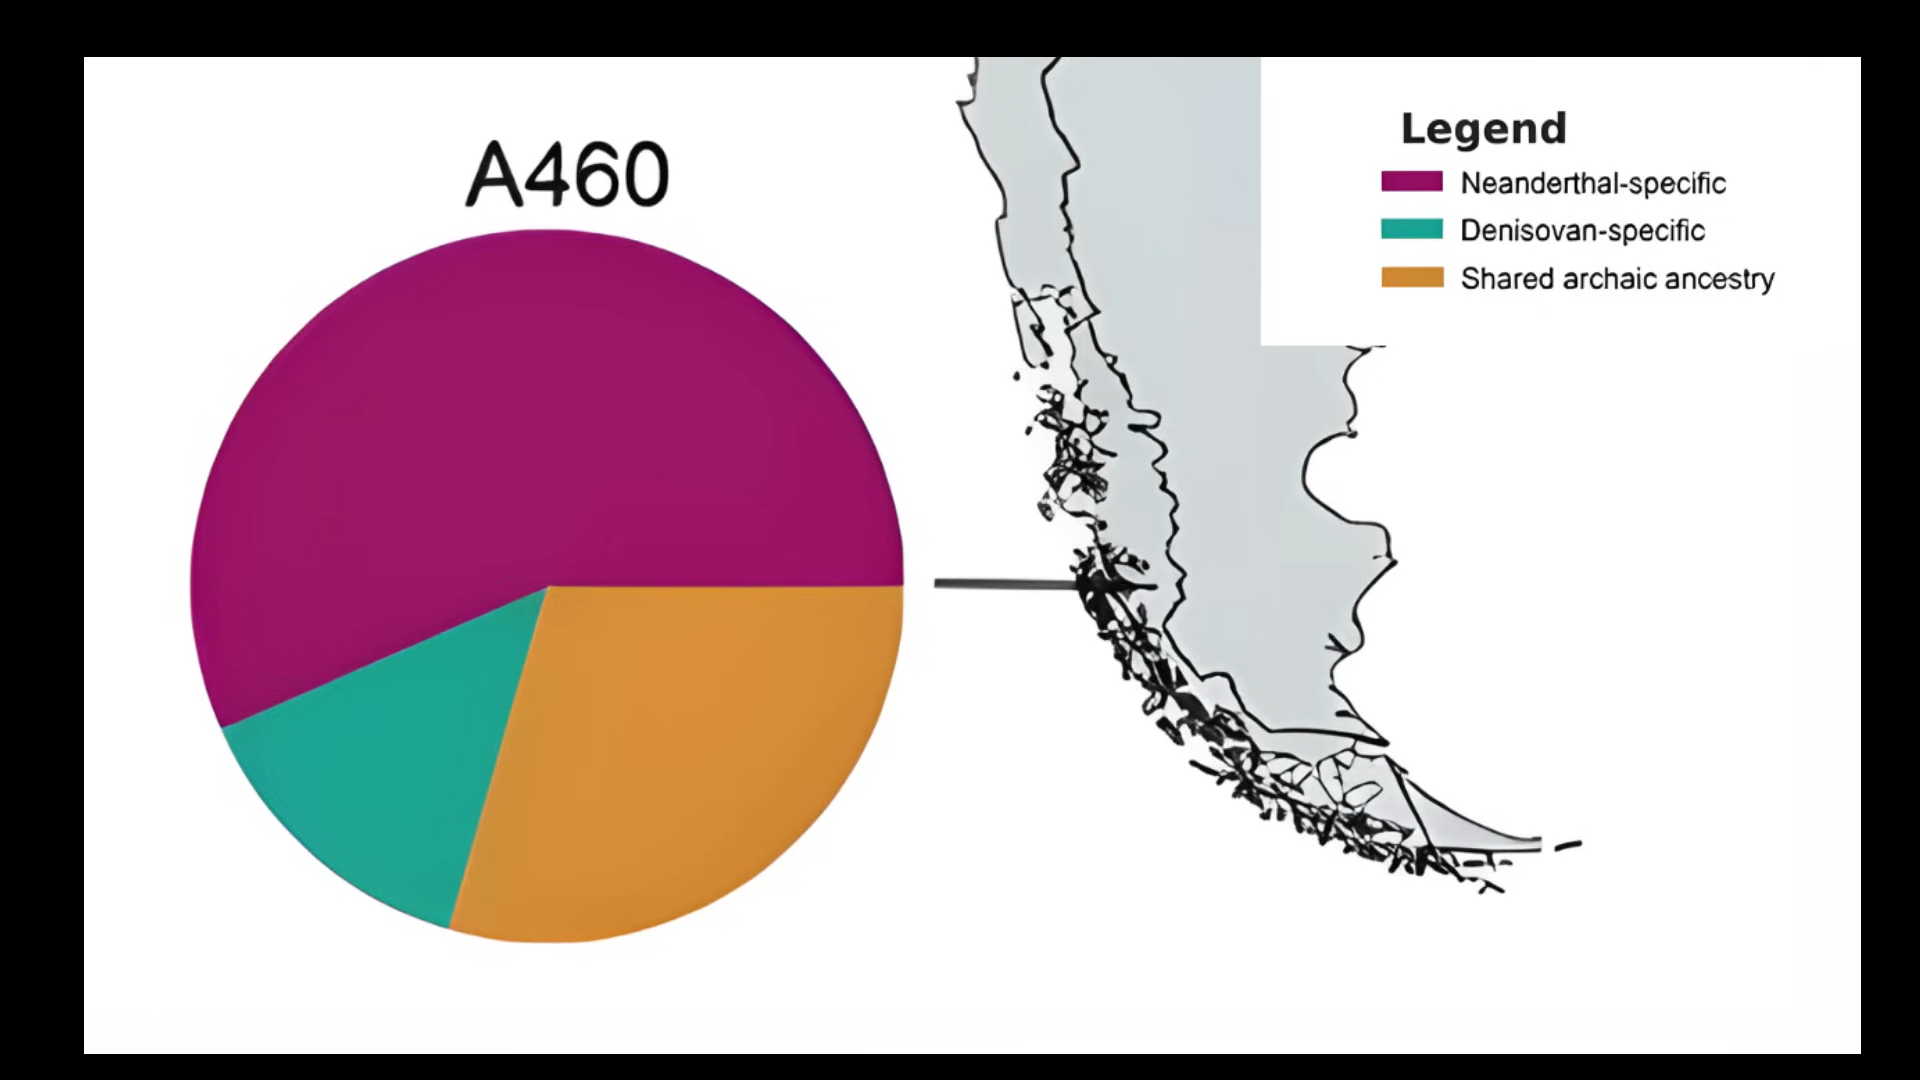 A460
Legend
Neanderthal-specific
Denisovan-specific
Shared archaic ancestry